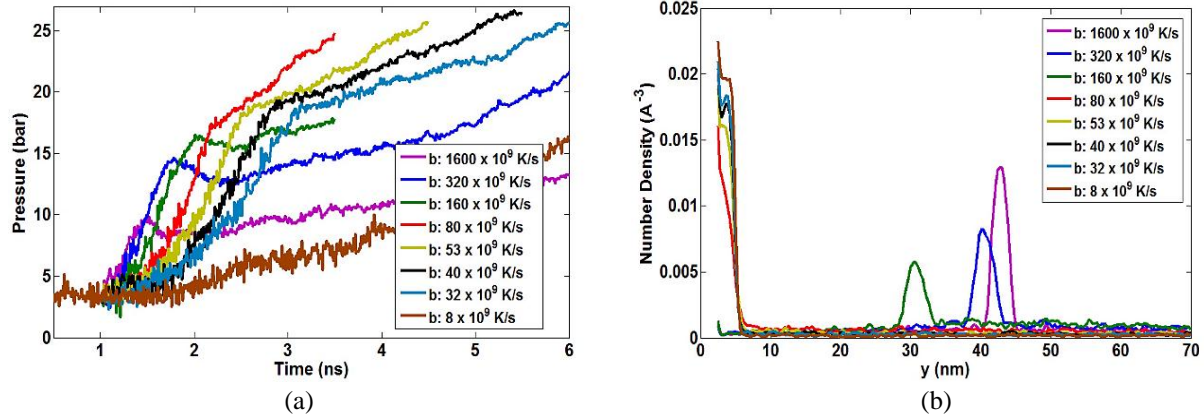 Pressure (bar)
25
20
15
10
5
0
b: 1600 x 10⁹ K/s
b: 320 x 10⁹ K/s
b: 160 x 10⁹ K/s
b: 80 x 10⁹ K/s
b: 53 x 10⁹ K/s
b: 40 x 10⁹ K/s
b: 32 x 10⁹ K/s
b: 8 x 10⁹ K/s
1 2 3 4 5 6
Time (ns)
(a)
Number Density (A⁻³)
0.025
0.02
0.015
0.01
0.005
0
b: 1600 x 10⁹ K/s
b: 320 x 10⁹ K/s
b: 160 x 10⁹ K/s
b: 80 x 10⁹ K/s
b: 53 x 10⁹ K/s
b: 40 x 10⁹ K/s
b: 32 x 10⁹ K/s
b: 8 x 10⁹ K/s
0 10 20 30 40 50 60 70
y (nm)
(b)